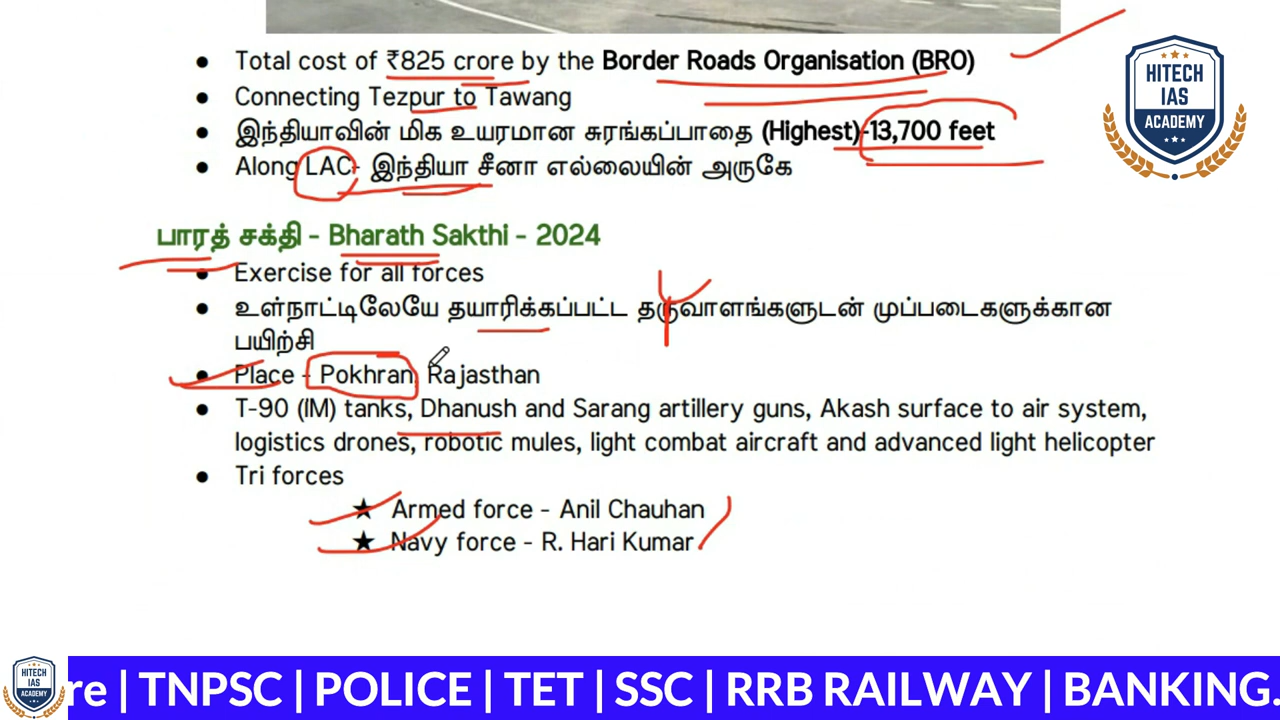 Total cost of ₹825 crore by the Border Roads Organisation (BRO)
Connecting Tezpur to Tawang
இந்தியாவின் மிக உயரமான சுரங்கப்பாதை (Highest)-13,700 feet
Along LAC- இந்தியா சீனா எல்லையின் அருகே
HITECH
IAS
ACADEMY
பாரத் சக்தி - Bharath Sakthi - 2024
Exercise for all forces
உள்நாட்டிலேயே தயாரிக்கப்பட்ட தருவாளங்களுடன் முப்படைகளுக்கான
பயிற்சி
Place - Pokhran, Rajasthan
T-90 (IM) tanks, Dhanush and Sarang artillery guns, Akash surface to air system,
logistics drones, robotic mules, light combat aircraft and advanced light helicopter
Tri forces
★ Armed force - Anil Chauhan
★ Navy force - R. Hari Kumar
HITECH
IAS
ACADEMY
re | TNPSC | POLICE | TET | SSC | RRB RAILWAY | BANKING.